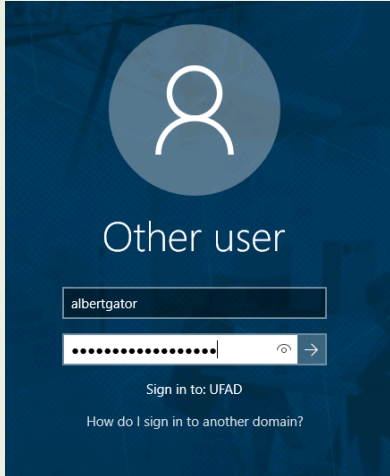 Other user
albertgator
••••••••••••••••••
Sign in to: UFAD
How do I sign in to another domain?